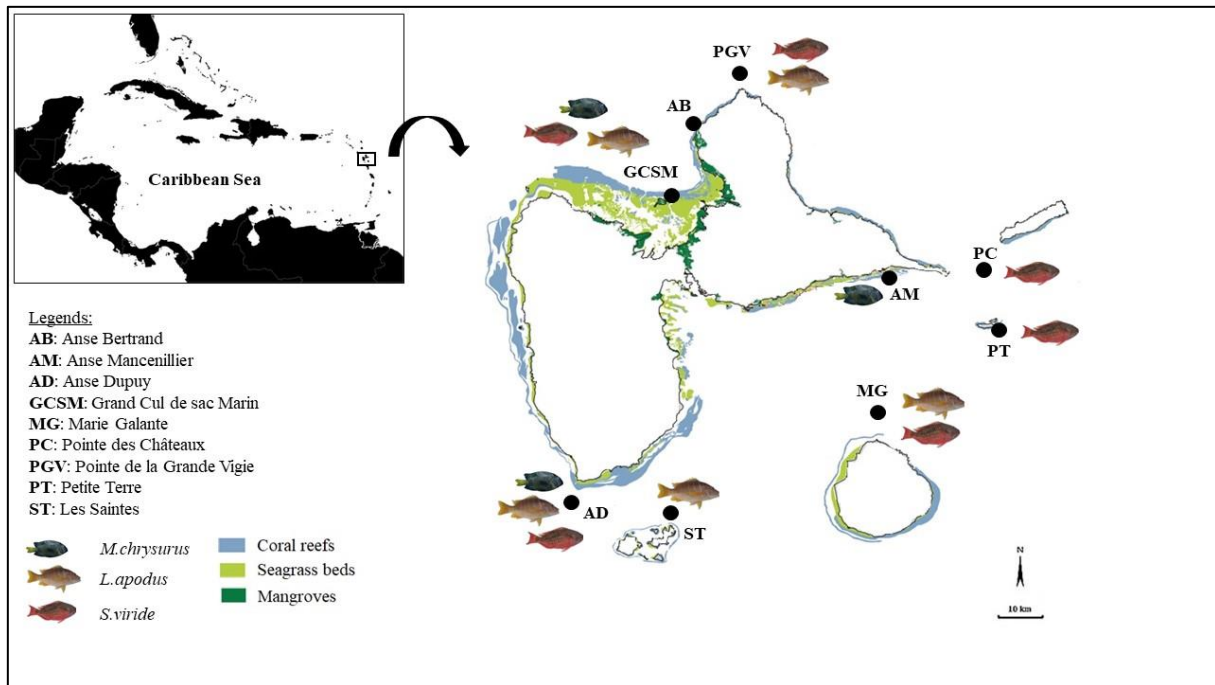 Caribbean Sea
PGV
AB
GCSM
PC
AM
PT
MG
AD
ST
Legends:
AB: Anse Bertrand
AM: Anse Mancenillier
AD: Anse Dupuy
GCSM: Grand Cul de sac Marin
MG: Marie Galante
PC: Pointe des Châteaux
PGV: Pointe de la Grande Vigie
PT: Petite Terre
ST: Les Saintes
M.chrysurus
L.apodus
S.viride
Coral reefs
Seagrass beds
Mangroves
N
10 km